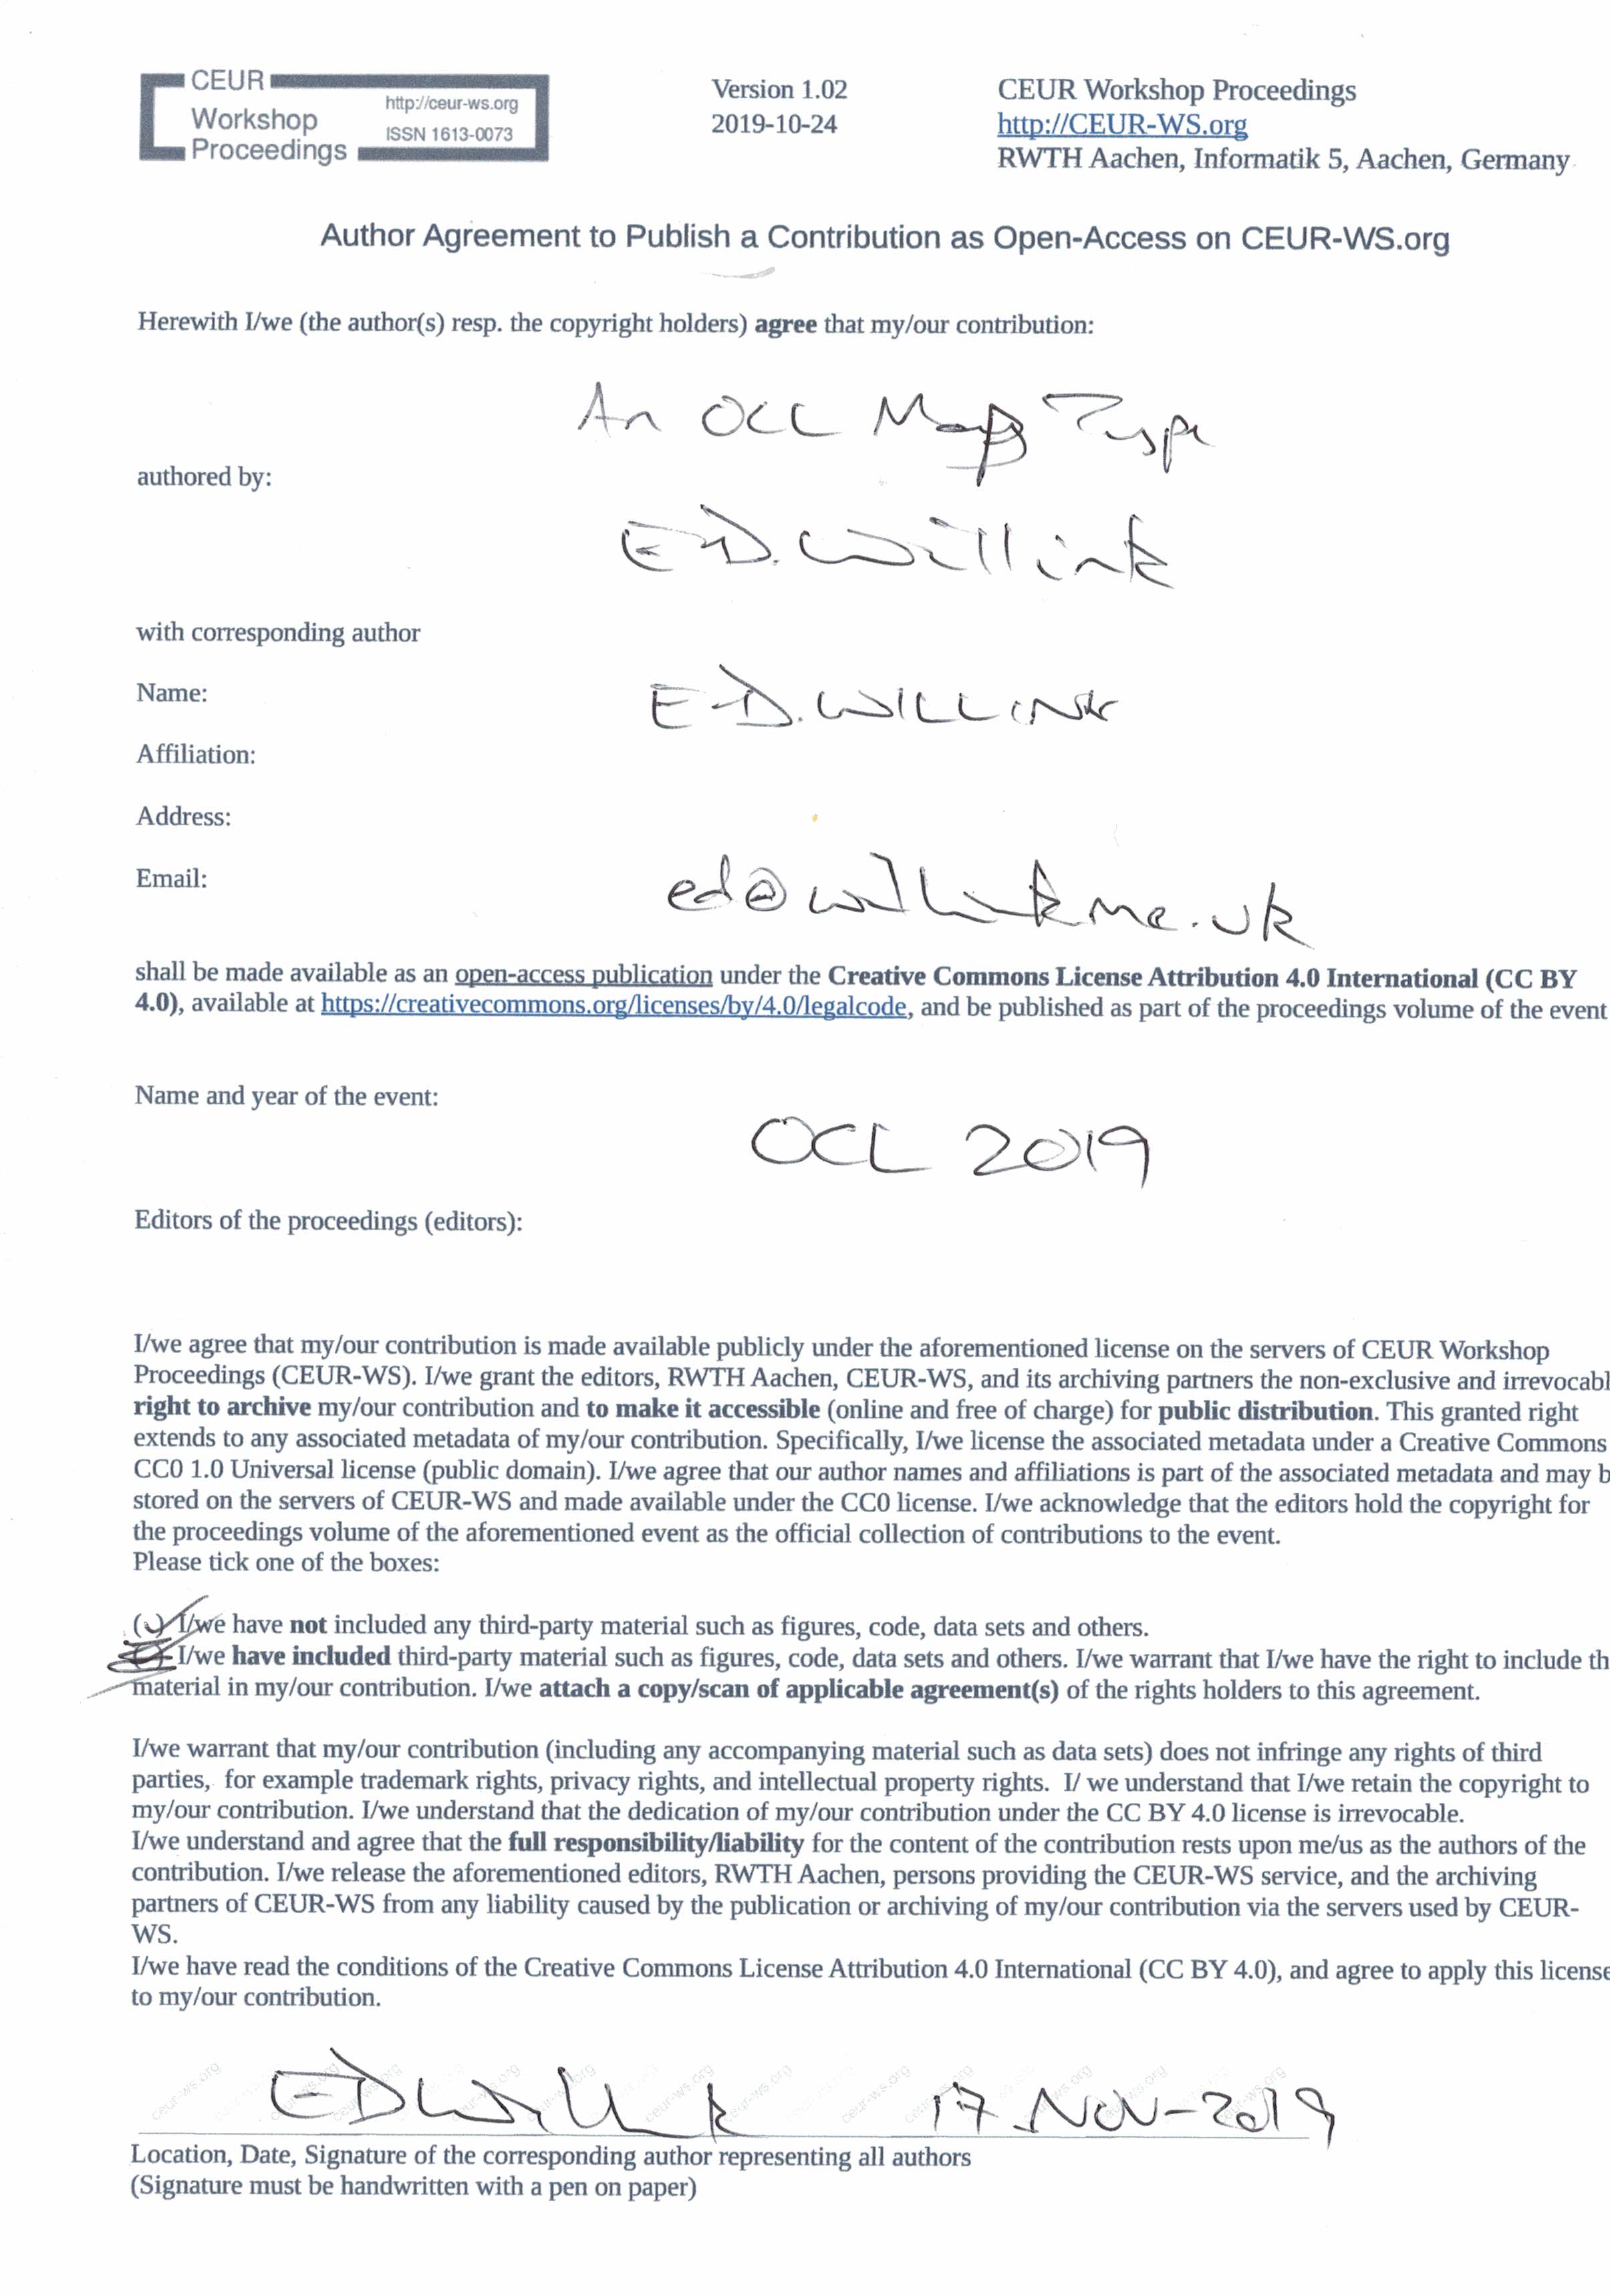 CEUR
Workshop
Proceedings
http://ceur-ws.org
ISSN 1613-0073
Version 1.02
2019-10-24
CEUR Workshop Proceedings
http://CEUR-WS.org
RWTH Aachen, Informatik 5, Aachen, Germany
Author Agreement to Publish a Contribution as Open-Access on CEUR-WS.org
Herewith I/we (the author(s) resp. the copyright holders) agree that my/our contribution:
An OCL Map Type
authored by:
E.D. Willink
with corresponding author
Name:
E.D. WILLINK
Affiliation:
Address:
Email:
ed@willink.me.uk
shall be made available as an open-access publication under the Creative Commons License Attribution 4.0 International (CC BY
4.0), available at https://creativecommons.org/licenses/by/4.0/legalcode, and be published as part of the proceedings volume of the event
Name and year of the event:
OCL 2019
Editors of the proceedings (editors):
I/we agree that my/our contribution is made available publicly under the aforementioned license on the servers of CEUR Workshop
Proceedings (CEUR-WS). I/we grant the editors, RWTH Aachen, CEUR-WS, and its archiving partners the non-exclusive and irrevocabl
right to archive my/our contribution and to make it accessible (online and free of charge) for public distribution. This granted right
extends to any associated metadata of my/our contribution. Specifically, I/we license the associated metadata under a Creative Commons
CC0 1.0 Universal license (public domain). I/we agree that our author names and affiliations is part of the associated metadata and may b
stored on the servers of CEUR-WS and made available under the CC0 license. I/we acknowledge that the editors hold the copyright for
the proceedings volume of the aforementioned event as the official collection of contributions to the event.
Please tick one of the boxes:
( ) I/we have not included any third-party material such as figures, code, data sets and others.
( ) I/we have included third-party material such as figures, code, data sets and others. I/we warrant that I/we have the right to include th
material in my/our contribution. I/we attach a copy/scan of applicable agreement(s) of the rights holders to this agreement.
I/we warrant that my/our contribution (including any accompanying material such as data sets) does not infringe any rights of third
parties, for example trademark rights, privacy rights, and intellectual property rights. I/ we understand that I/we retain the copyright to
my/our contribution. I/we understand that the dedication of my/our contribution under the CC BY 4.0 license is irrevocable.
I/we understand and agree that the full responsibility/liability for the content of the contribution rests upon me/us as the authors of the
contribution. I/we release the aforementioned editors, RWTH Aachen, persons providing the CEUR-WS service, and the archiving
partners of CEUR-WS from any liability caused by the publication or archiving of my/our contribution via the servers used by CEUR-
WS.
I/we have read the conditions of the Creative Commons License Attribution 4.0 International (CC BY 4.0), and agree to apply this license
to my/our contribution.
EDWillink 17-Nov-2019
Location, Date, Signature of the corresponding author representing all authors
(Signature must be handwritten with a pen on paper)